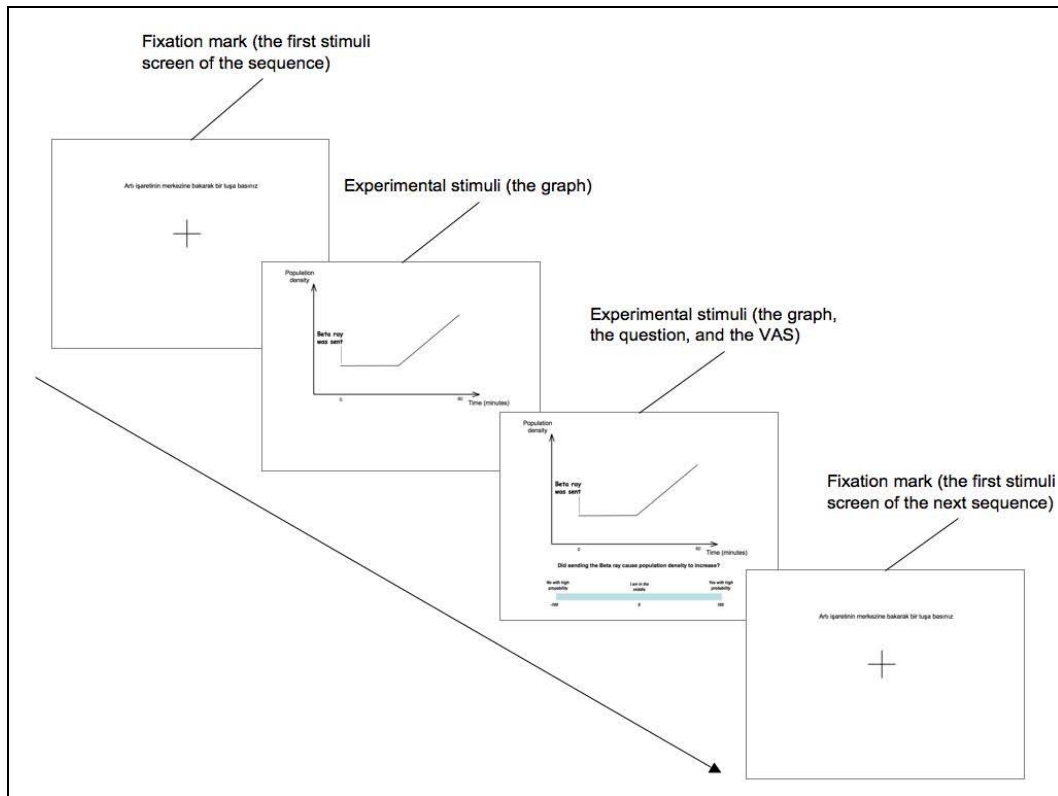 Fixation mark (the first stimuli
screen of the sequence)
Artı işaretinin merkezine bakarak bir tuşa basınız
Experimental stimuli (the graph)
Population
density
Beta ray
was sent
0
60
Time (minutes)
Experimental stimuli (the graph,
the question, and the VAS)
Population
density
Beta ray
was sent
0
60
Time (minutes)
Did sending the Beta ray cause population density to increase?
No with high
probability
I am in the
middle
Yes with high
probability
-100
0
100
Fixation mark (the first stimuli
screen of the next sequence)
Artı işaretinin merkezine bakarak bir tuşa basınız